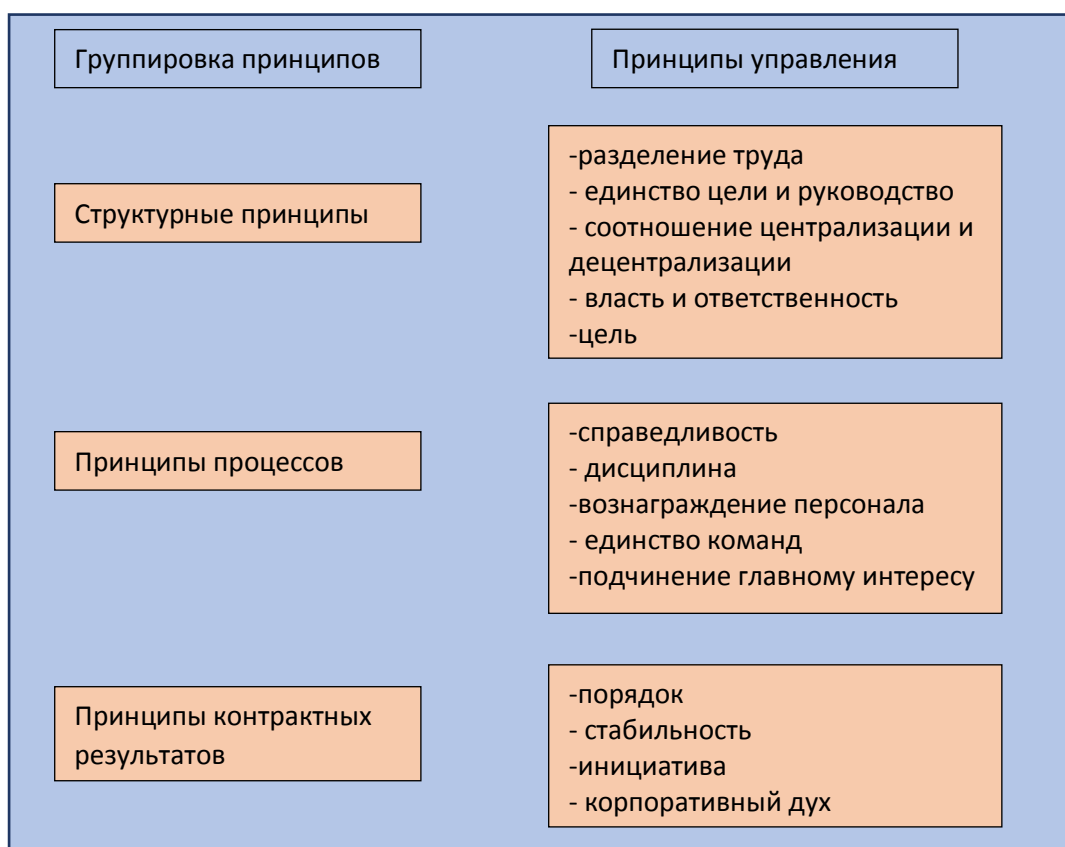 Группировка принципов
Принципы управления
Структурные принципы
-разделение труда
- единство цели и руководство
- соотношение централизации и
децентрализации
- власть и ответственность
-цель
Принципы процессов
-справедливость
- дисциплина
-вознаграждение персонала
- единство команд
-подчинение главному интересу
Принципы контрактных
результатов
-порядок
- стабильность
-инициатива
- корпоративный дух